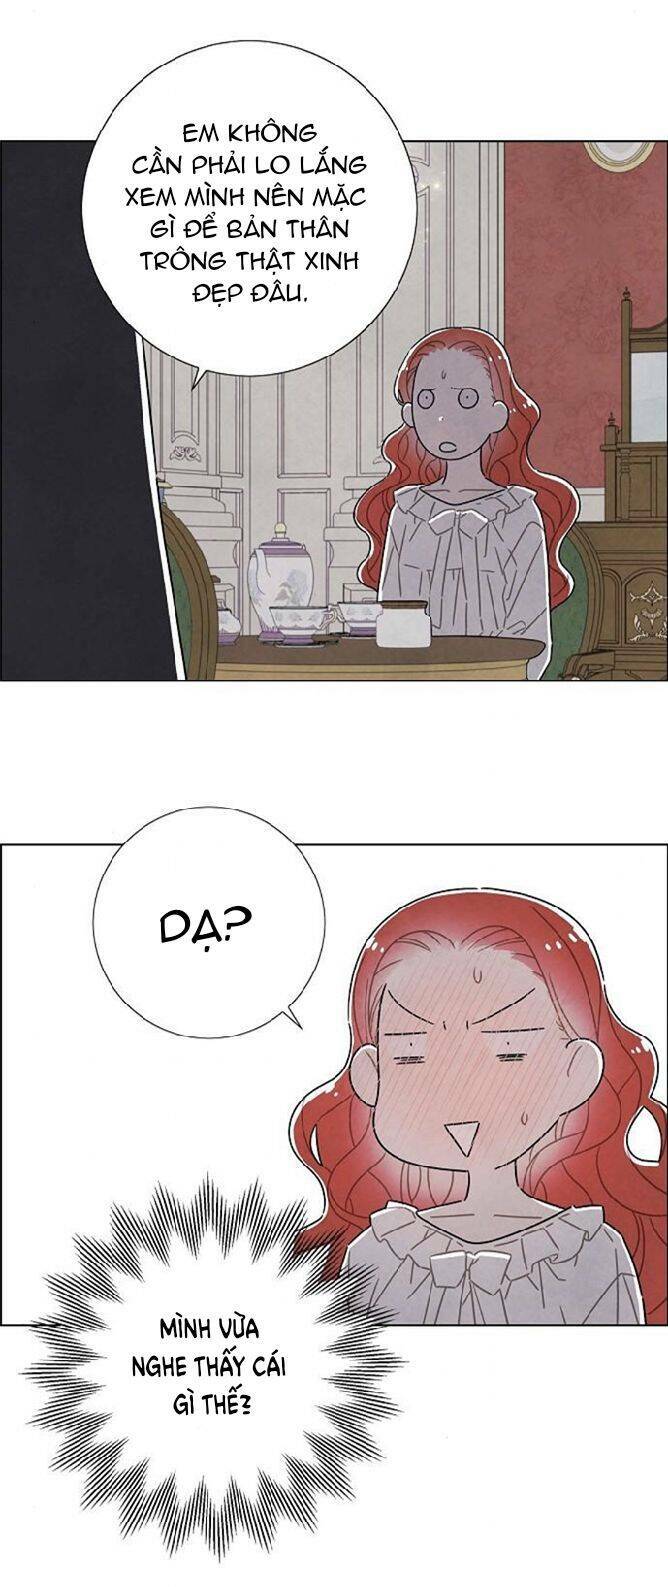 EM KHÔNG
CẦN PHẢI LO LẮNG
XEM MÌNH NÊN MẶC
GÌ ĐỂ BẢN THÂN
TRÔNG THẬT XINH
ĐẸP ĐÂU.
DẠ?
MÌNH VỪA
NGHE THẤY CÁI
GÌ THẾ?